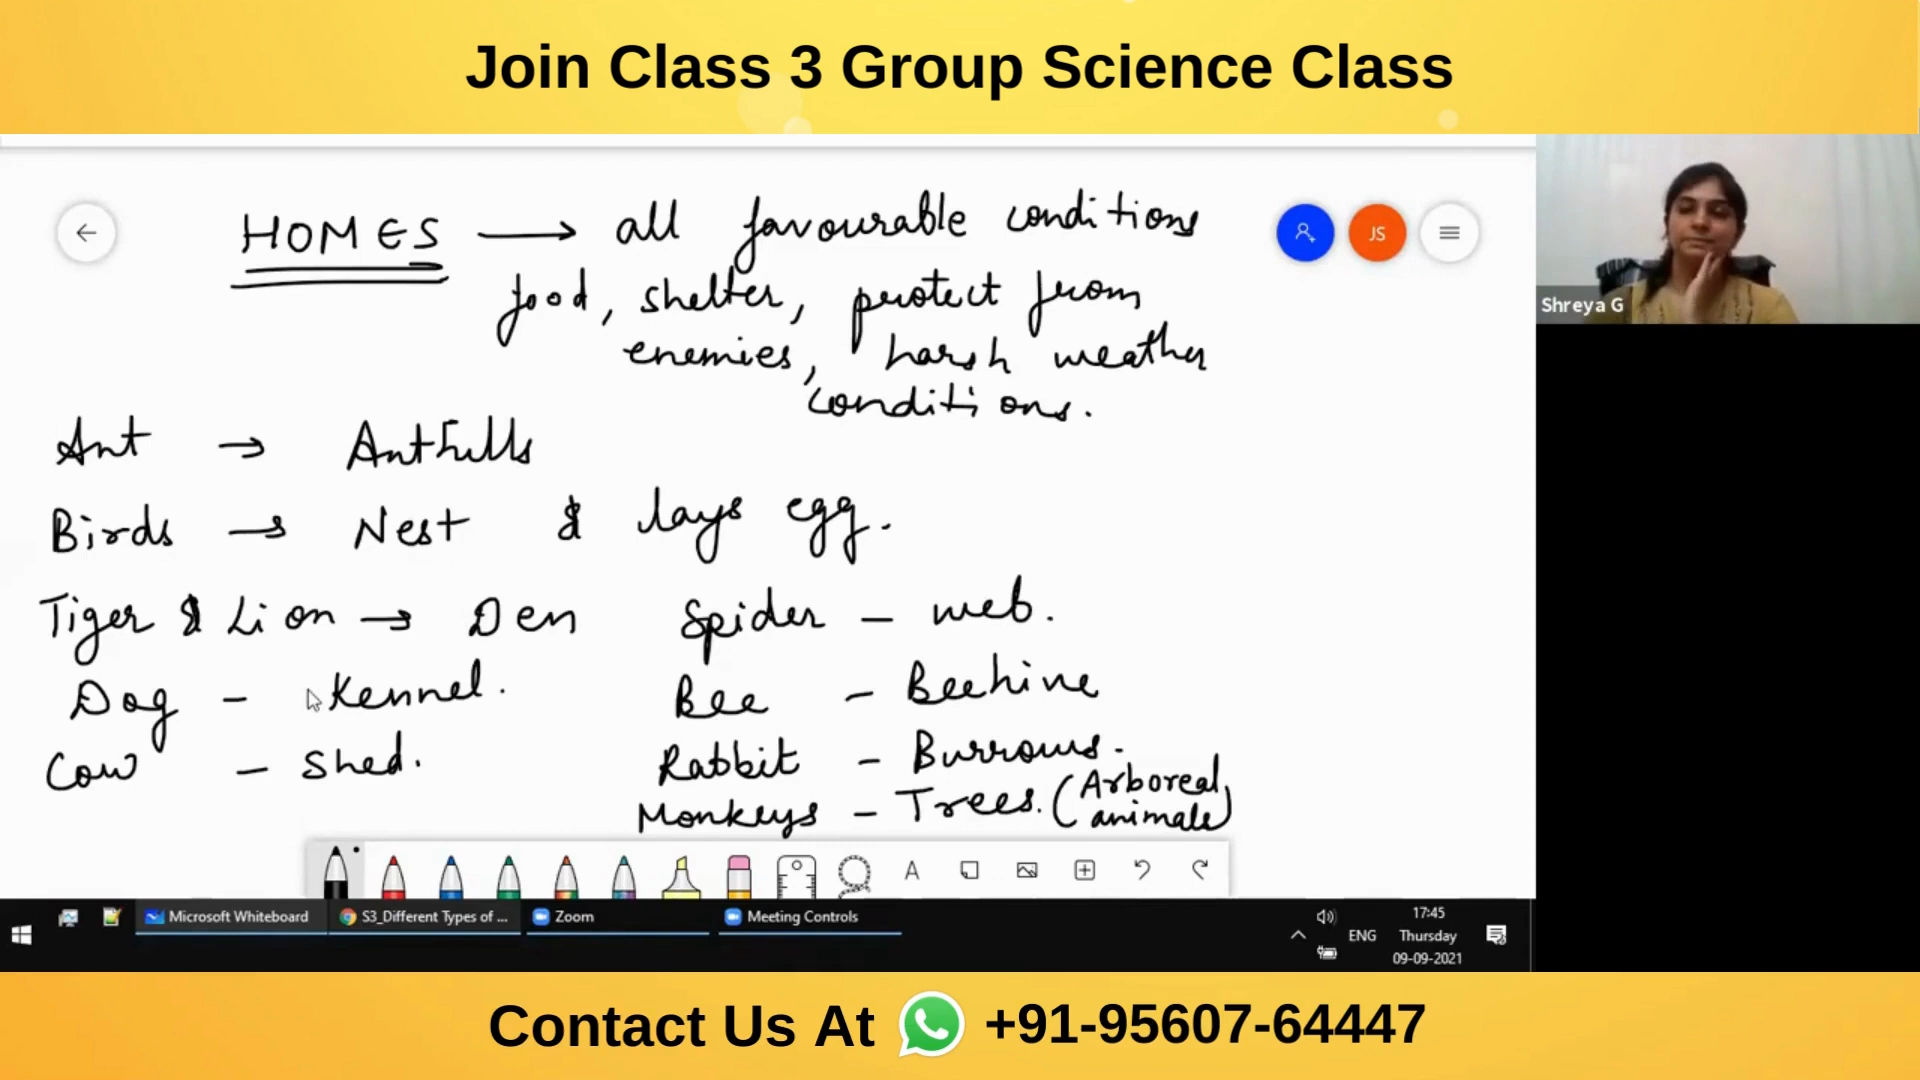 Join Class 3 Group Science Class
HOMES → all favourable conditions
food, shelter, protect from
enemies, harsh weather
conditions.
JS
Shreya G
Ant → Anthills
Birds → Nest & lays egg.
Tiger & Lion → Den
Dog - Kennel.
Cow - Shed.
Spider - web.
Bee - Beehive
Rabbit - Burrows.
Monkeys - Trees. (Arboreal
animals)
A
Microsoft Whiteboard
S3_Different Types of ...
Zoom
Meeting Controls
ENG
17:45
Thursday
09-09-2021
Contact Us At +91-95607-64447